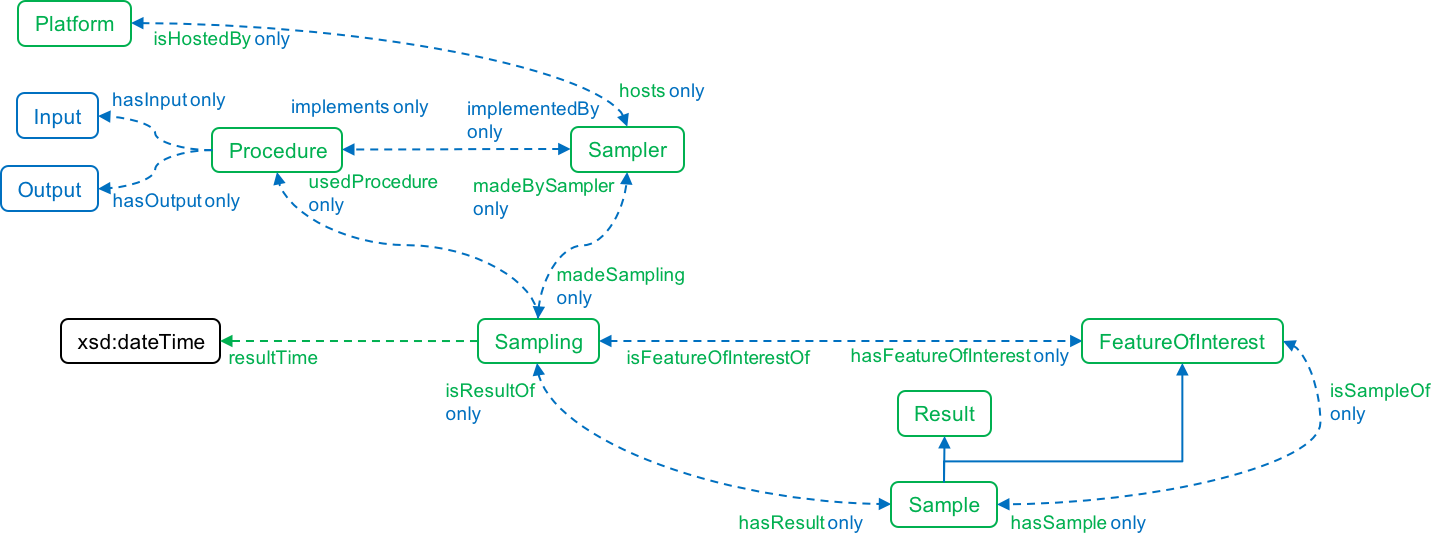 Platform
isHostedBy only
hosts only
Input
hasInput only
implements only
implementedBy
only
Procedure
Sampler
Output
hasOutput only
usedProcedure
only
madeBySampler
only
madeSampling
only
xsd:dateTime
resultTime
Sampling
isFeatureOfInterestOf
hasFeatureOfInterest only
FeatureOfInterest
isResultOf
only
Result
isSampleOf
only
Sample
hasResult only
hasSample only